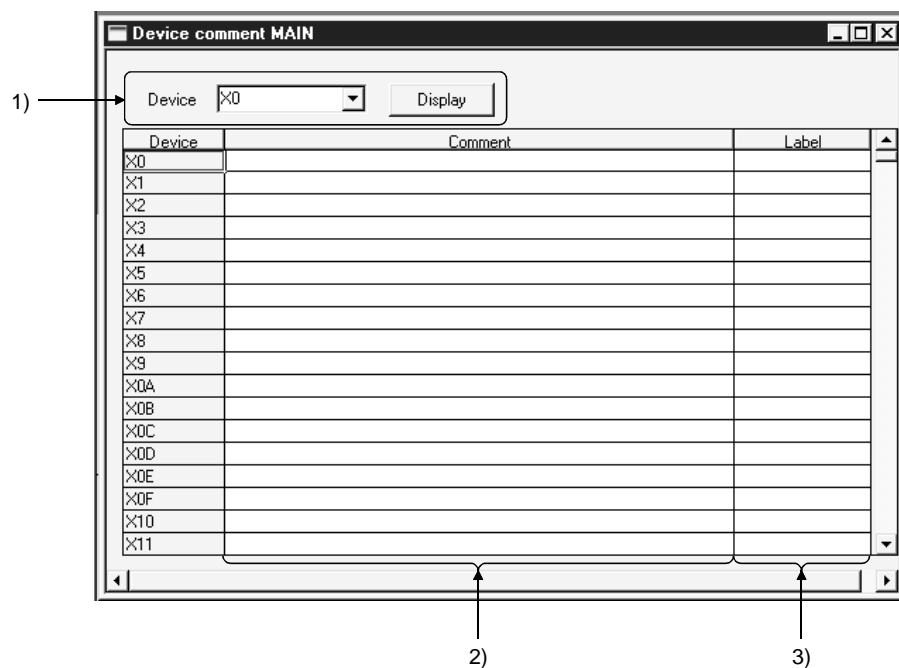 Device comment MAIN
1)
Device X0 Display
Device Comment Label
X0
X1
X2
X3
X4
X5
X6
X7
X8
X9
X0A
X0B
X0C
X0D
X0E
X0F
X10
X11
2) 3)